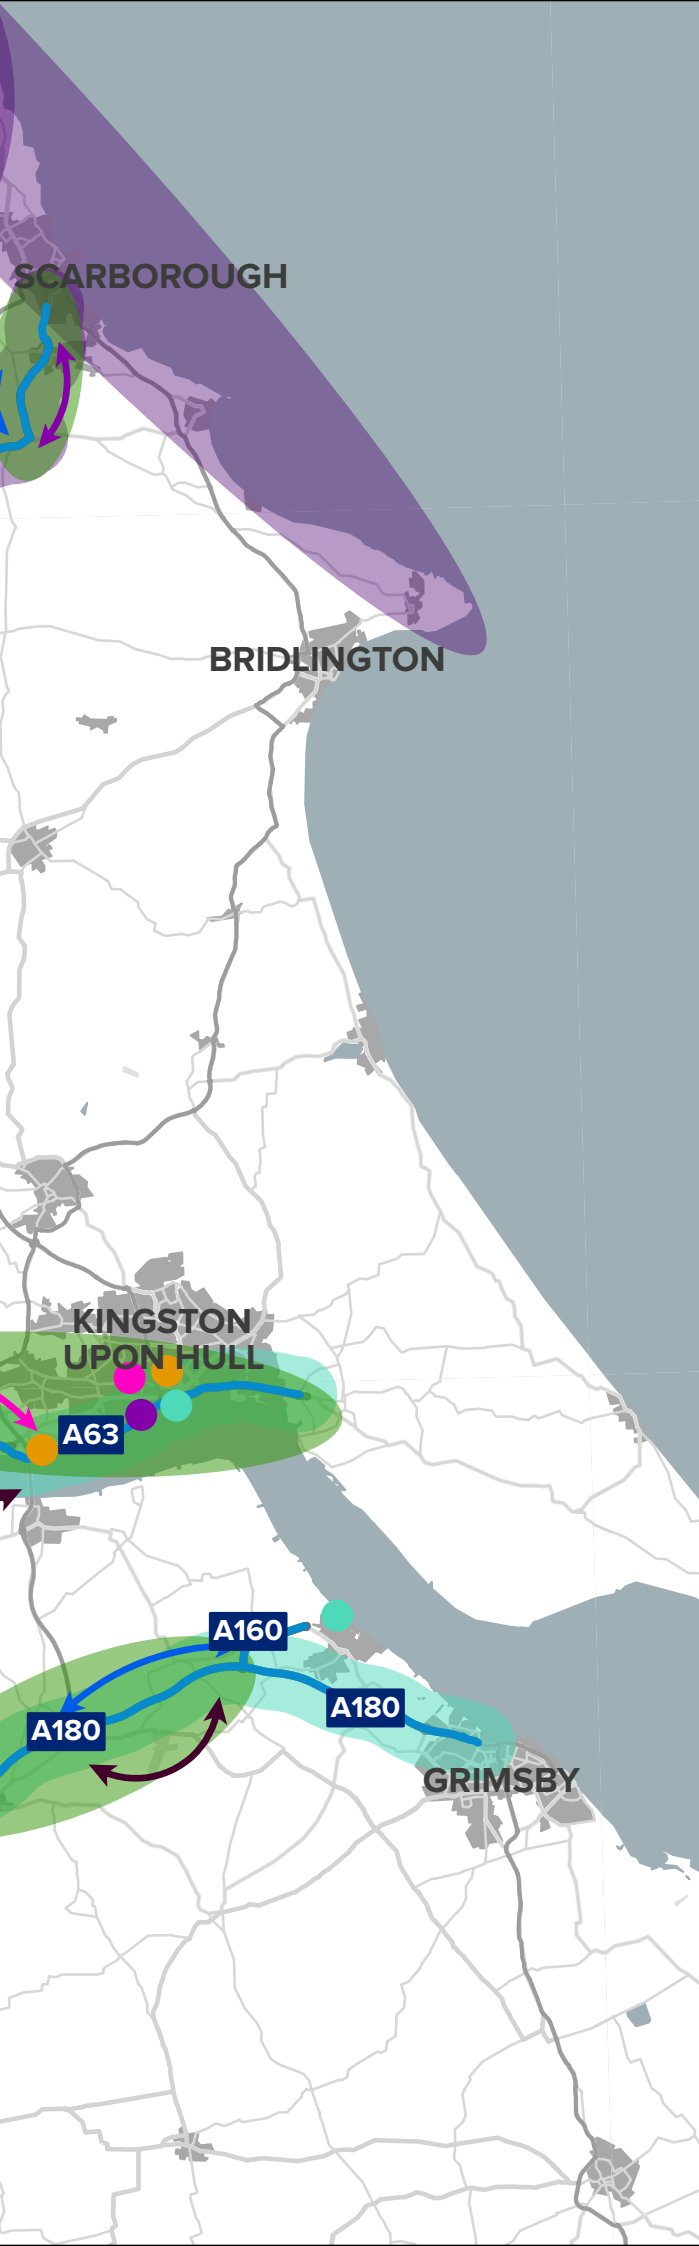 SCARBOROUGH
BRIDLINGTON
KINGSTON
UPON HULL
A63
A160
A180
A180
GRIMSBY